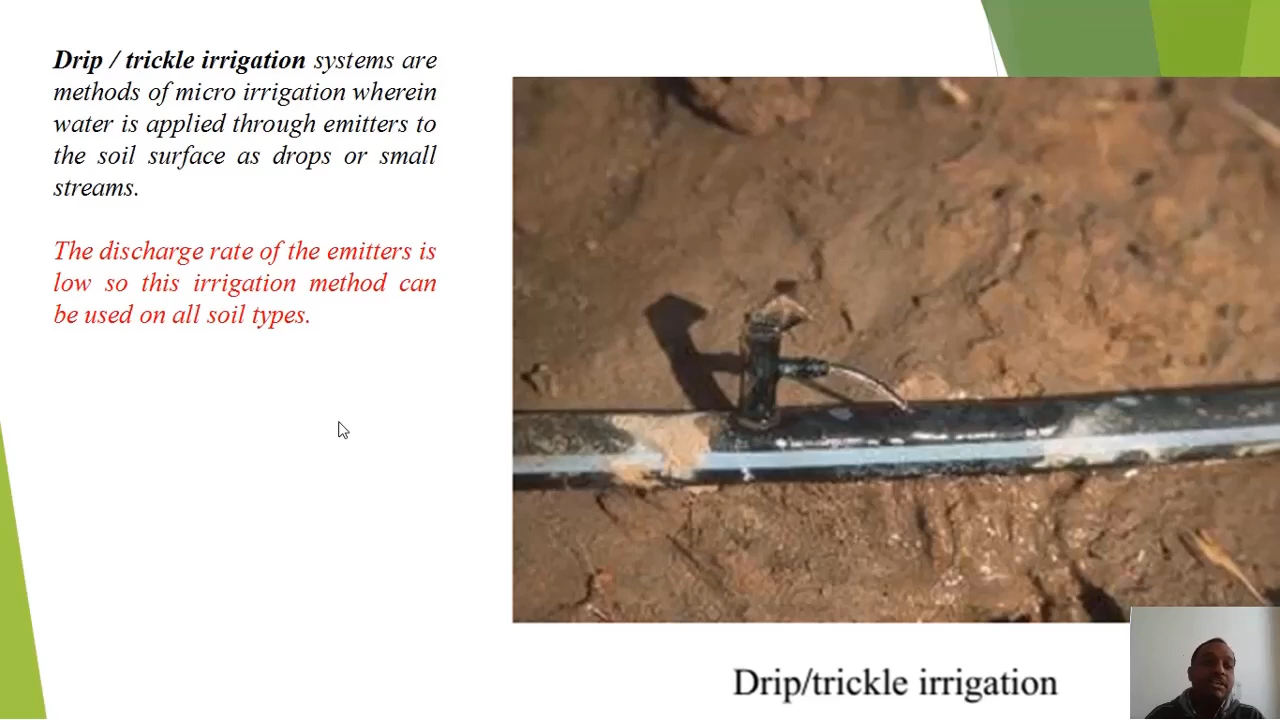 Drip / trickle irrigation systems are
methods of micro irrigation wherein
water is applied through emitters to
the soil surface as drops or small
streams.
The discharge rate of the emitters is
low so this irrigation method can
be used on all soil types.
Drip/trickle irrigation